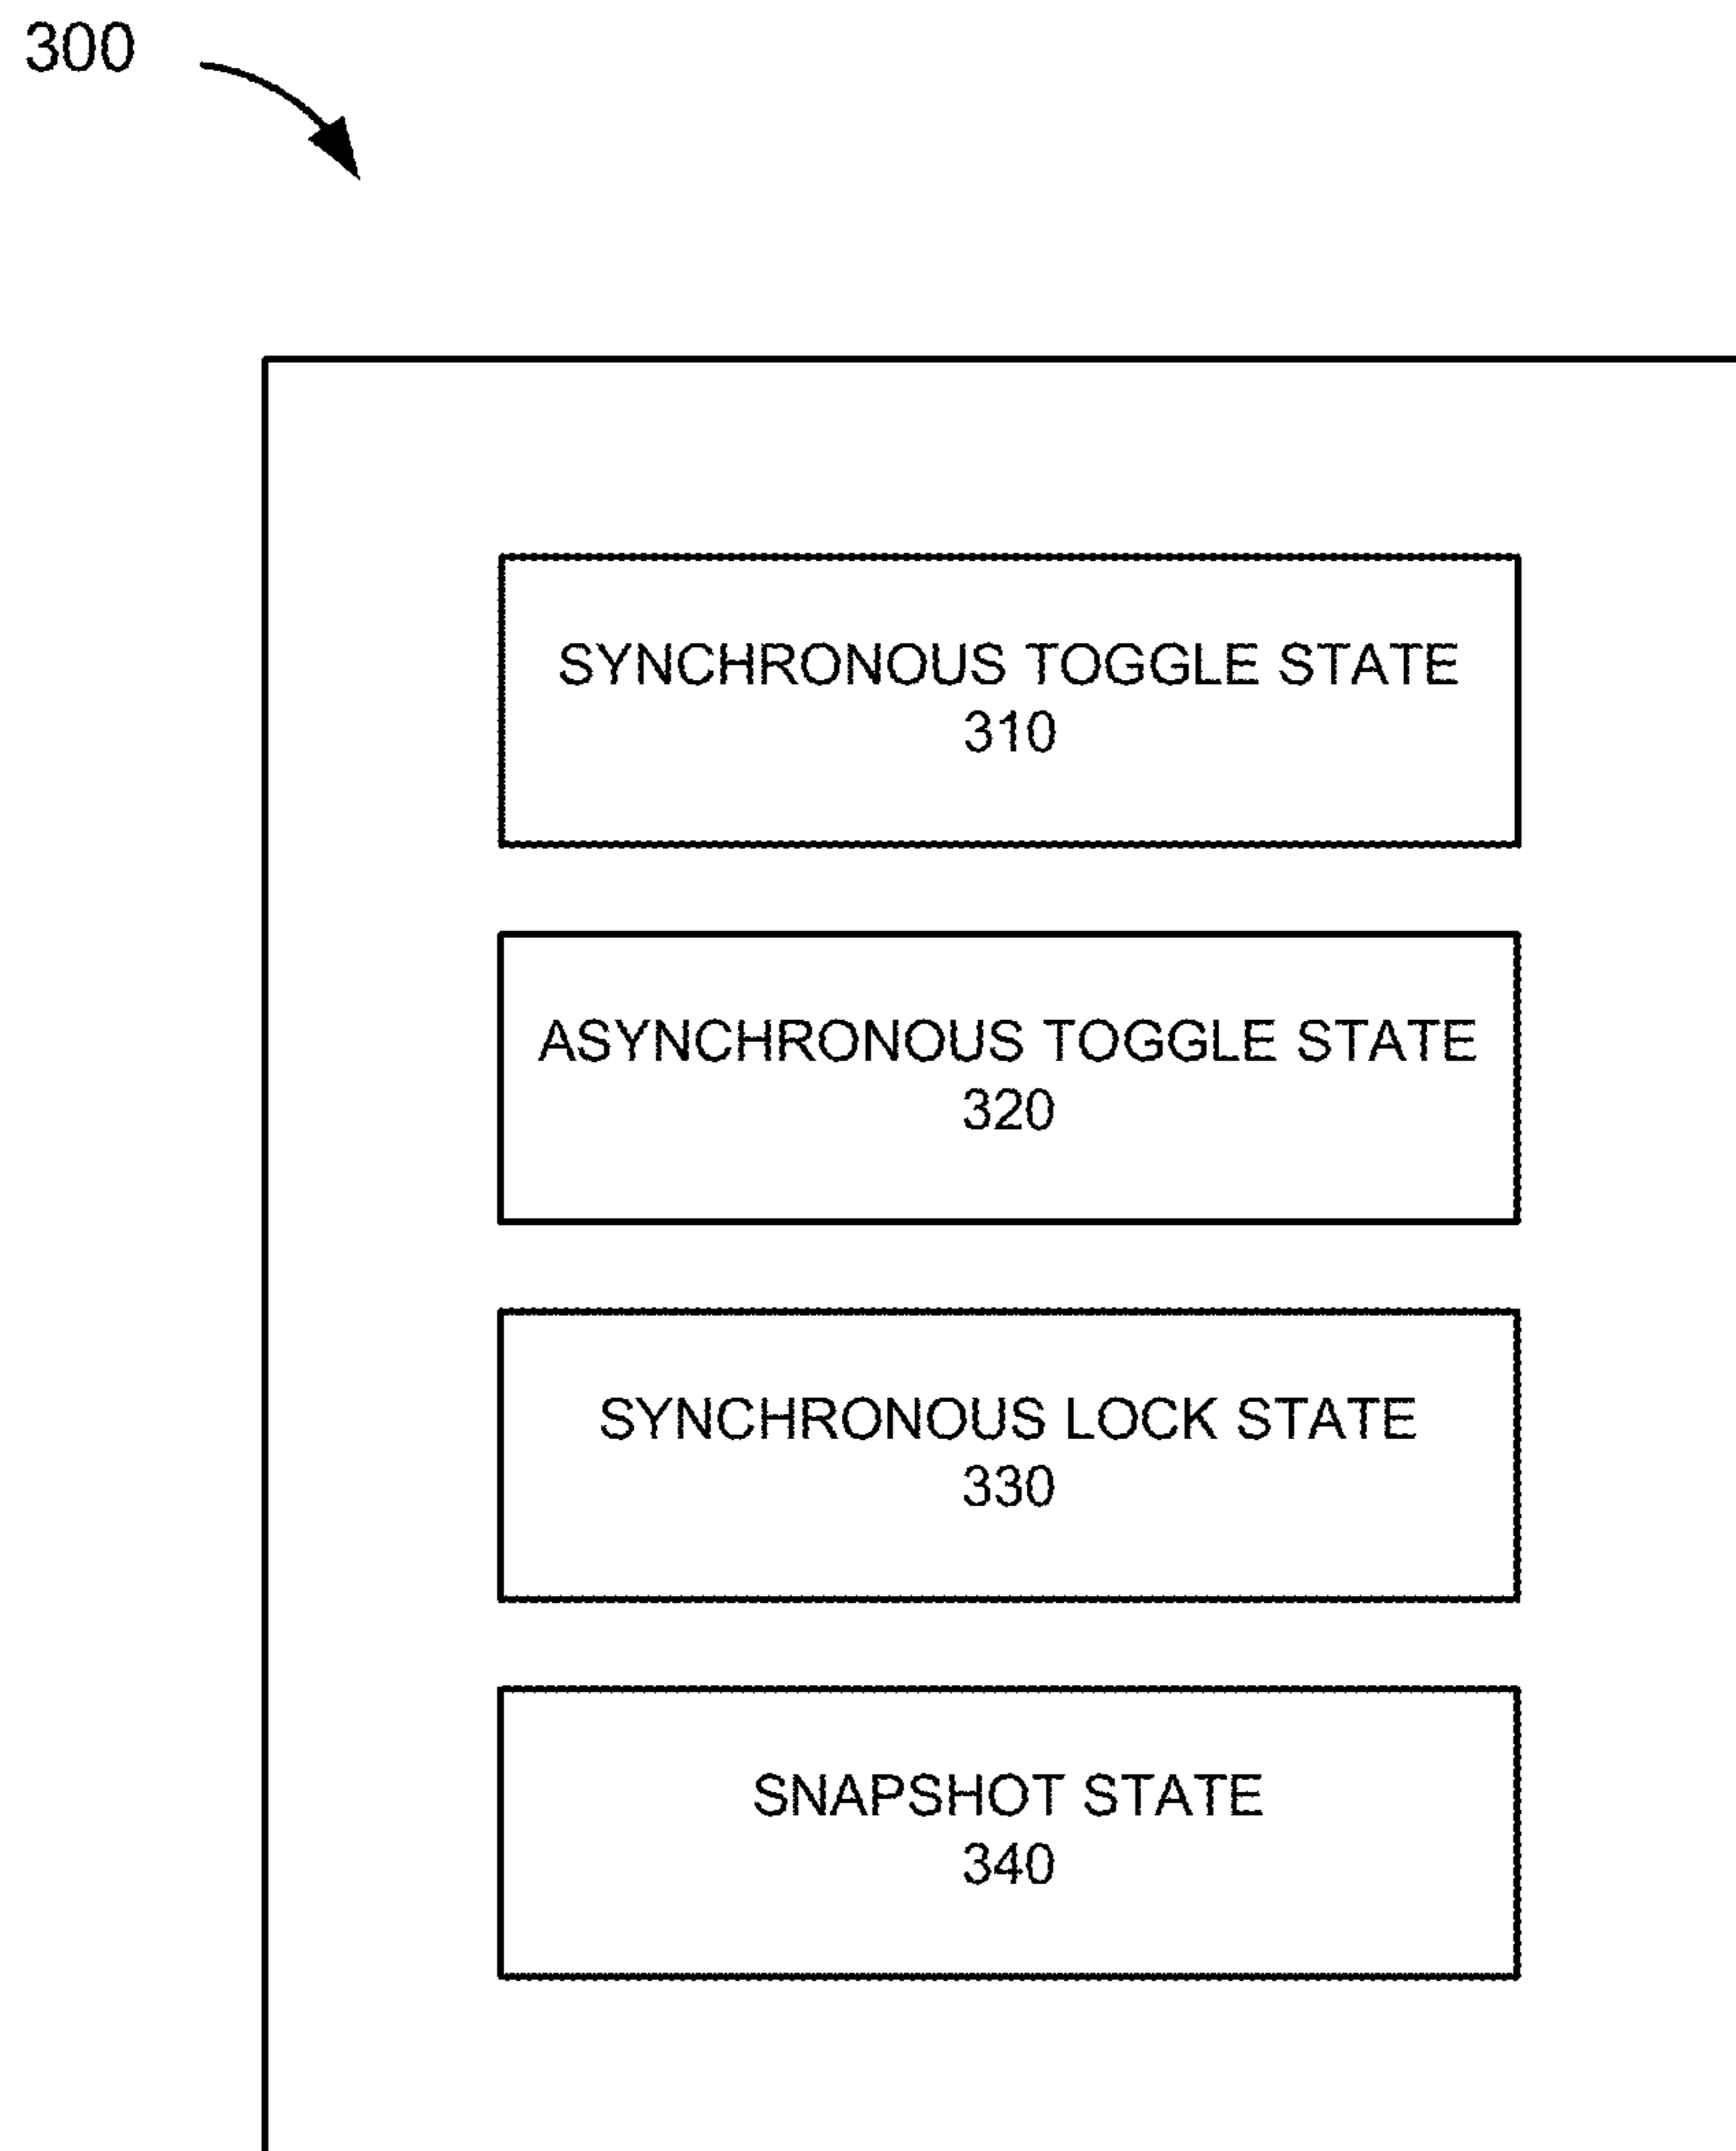 300
SYNCHRONOUS TOGGLE STATE
310
ASYNCHRONOUS TOGGLE STATE
320
SYNCHRONOUS LOCK STATE
330
SNAPSHOT STATE
340